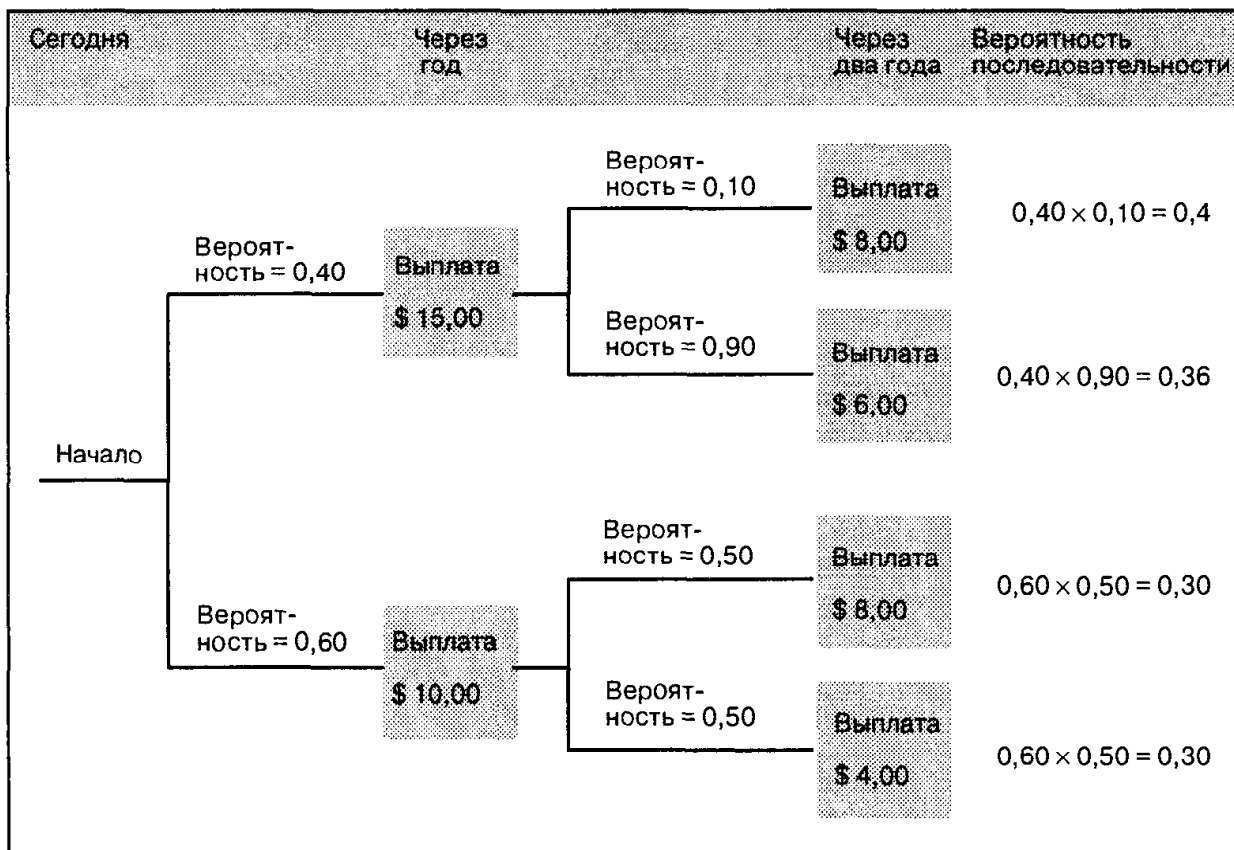 Сегодня
Через
год
Через
два года
Вероятность
последовательности
Вероят-
ность = 0,10
Выплата
$ 8,00
0,40 × 0,10 = 0,4
Вероят-
ность = 0,40
Выплата
$ 15,00
Вероят-
ность = 0,90
Выплата
$ 6,00
0,40 × 0,90 = 0,36
Начало
Вероят-
ность = 0,50
Выплата
$ 8,00
0,60 × 0,50 = 0,30
Вероят-
ность = 0,60
Выплата
$ 10,00
Вероят-
ность = 0,50
Выплата
$ 4,00
0,60 × 0,50 = 0,30